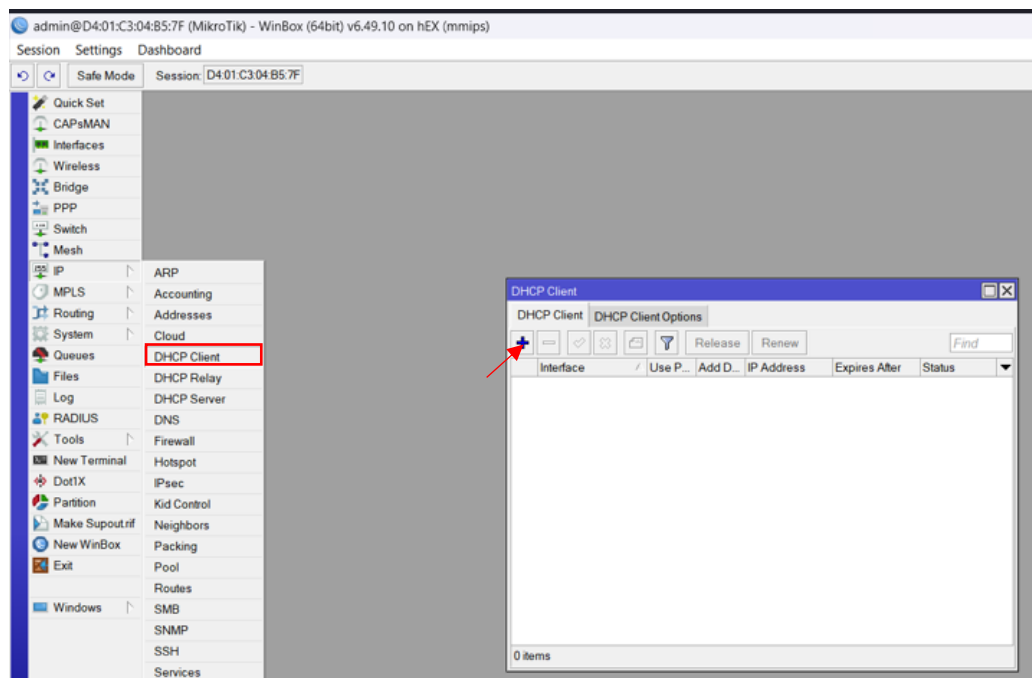 admin@D4:01:C3:04:B5:7F (MikroTik) - WinBox (64bit) v6.49.10 on hEX (mmips)
Session Settings Dashboard
Safe Mode Session: D4:01:C3:04:B5:7F
Quick Set
CAPsMAN
Interfaces
Wireless
Bridge
PPP
Switch
Mesh
IP
MPLS
Routing
System
Queues
Files
Log
RADIUS
Tools
New Terminal
Dot1X
Partition
Make Supout.rif
New WinBox
Exit
Windows
ARP
Accounting
Addresses
Cloud
DHCP Client
DHCP Relay
DHCP Server
DNS
Firewall
Hotspot
IPsec
Kid Control
Neighbors
Packing
Pool
Routes
SMB
SNMP
SSH
Services
DHCP Client
DHCP Client DHCP Client Options
Release Renew Find
Interface Use P... Add D... IP Address Expires After Status
0 items